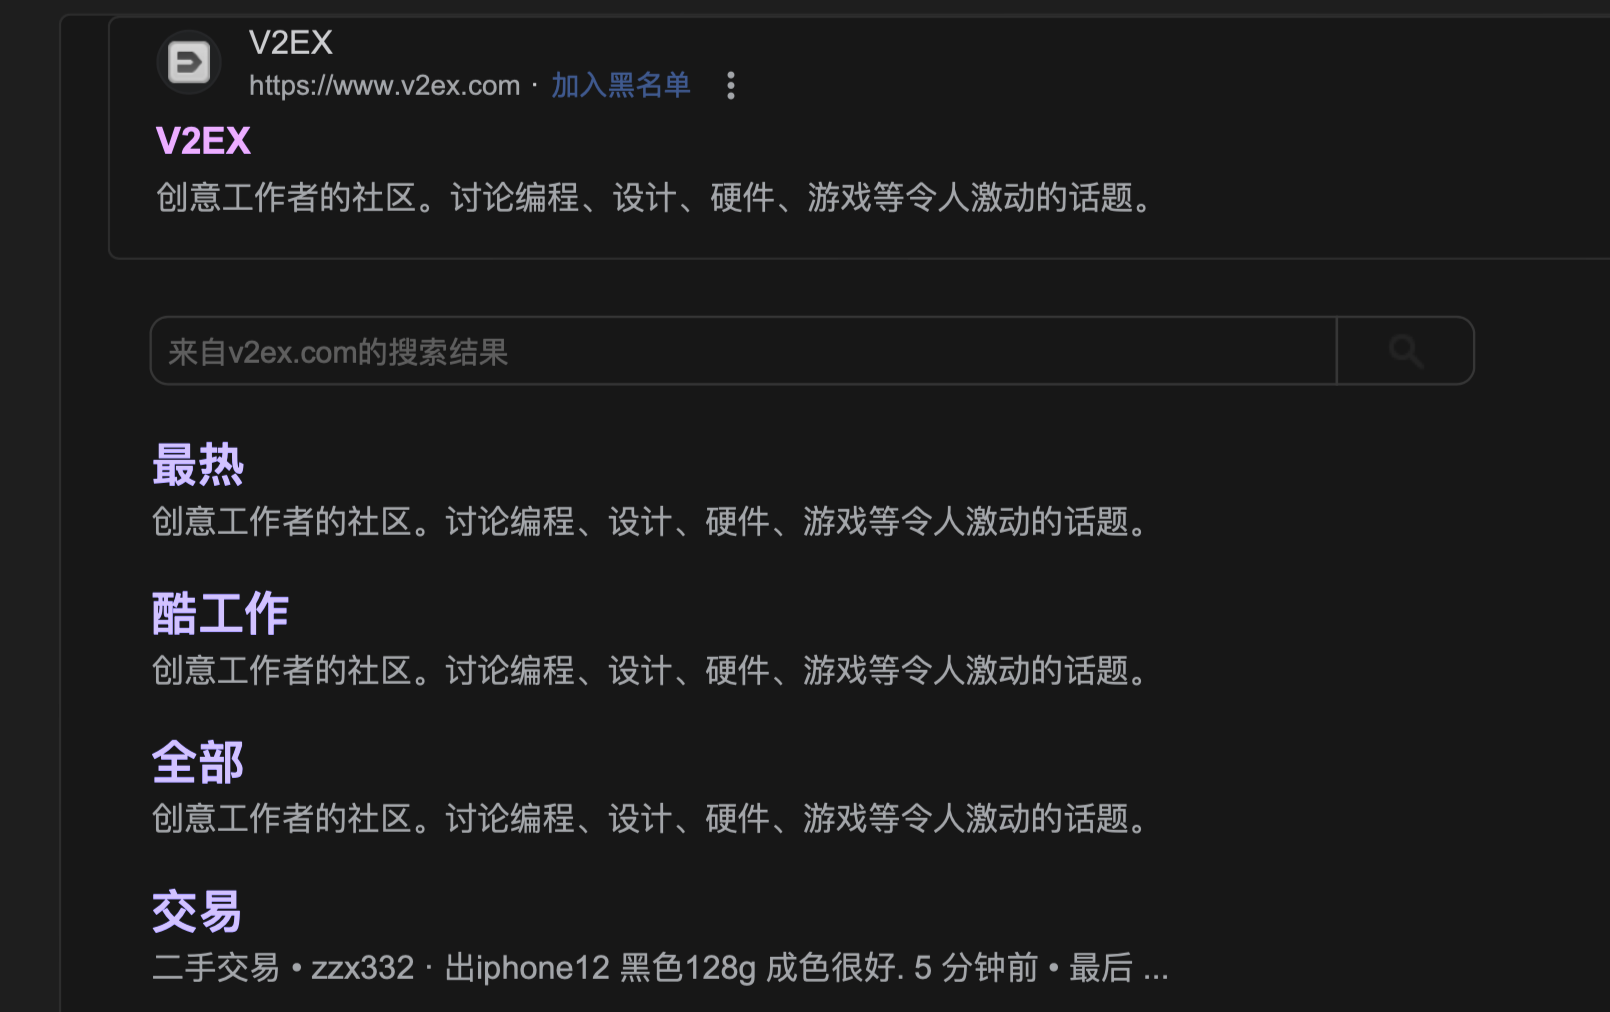 V2EX
https://www.v2ex.com · 加入黑名单
V2EX
创意工作者的社区。讨论编程、设计、硬件、游戏等令人激动的话题。
来自v2ex.com的搜索结果
最热
创意工作者的社区。讨论编程、设计、硬件、游戏等令人激动的话题。
酷工作
创意工作者的社区。讨论编程、设计、硬件、游戏等令人激动的话题。
全部
创意工作者的社区。讨论编程、设计、硬件、游戏等令人激动的话题。
交易
二手交易 • zzx332 · 出iphone12 黑色128g 成色很好. 5 分钟前 • 最后 ...